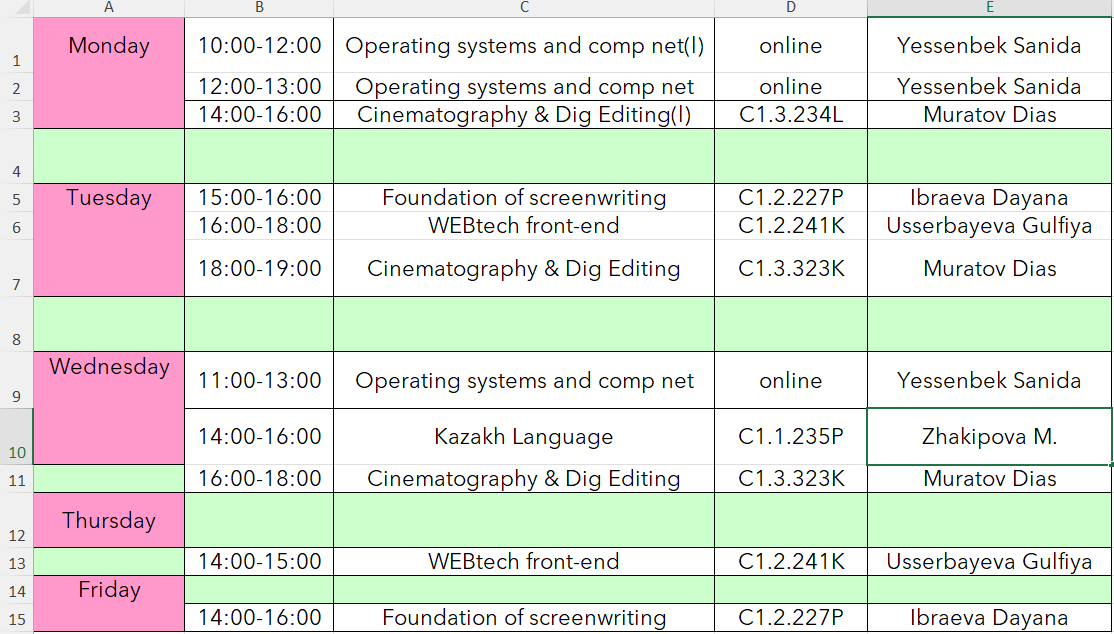 A B C D E
1 Monday 10:00-12:00 Operating systems and comp net(l) online Yessenbek Sanida
2 12:00-13:00 Operating systems and comp net online Yessenbek Sanida
3 14:00-16:00 Cinematography & Dig Editing(l) C1.3.234L Muratov Dias
4
5 Tuesday 15:00-16:00 Foundation of screenwriting C1.2.227P Ibraeva Dayana
6 16:00-18:00 WEBtech front-end C1.2.241K Usserbayeva Gulfiya
7 18:00-19:00 Cinematography & Dig Editing C1.3.323K Muratov Dias
8
9 Wednesday 11:00-13:00 Operating systems and comp net online Yessenbek Sanida
10 14:00-16:00 Kazakh Language C1.1.235P Zhakipova M.
11 16:00-18:00 Cinematography & Dig Editing C1.3.323K Muratov Dias
12 Thursday
13 14:00-15:00 WEBtech front-end C1.2.241K Usserbayeva Gulfiya
14 Friday
15 14:00-16:00 Foundation of screenwriting C1.2.227P Ibraeva Dayana